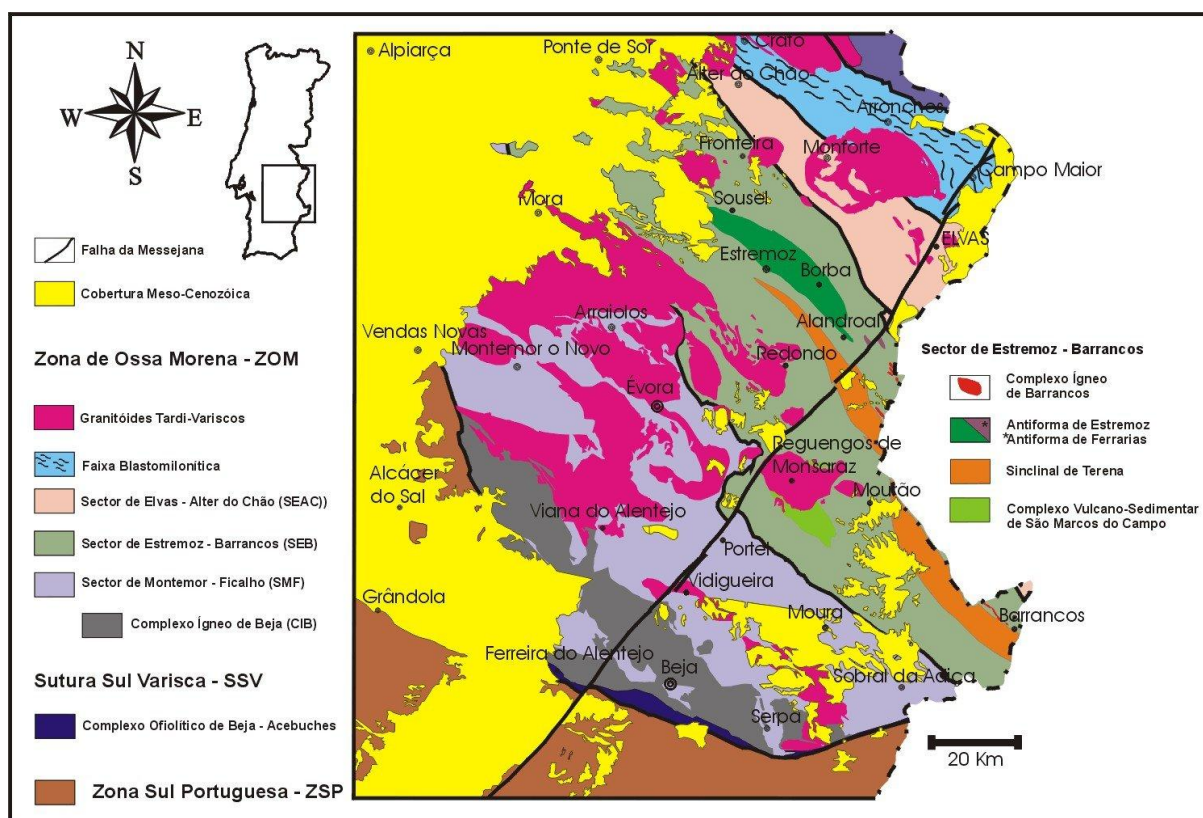 N
W
E
S
Falha da Messejana
Cobertura Meso-Cenozóica
Zona de Ossa Morena - ZOM
Granitóides Tardi-Variscos
Faixa Blastomilonítica
Sector de Elvas - Alter do Chão (SEAC))
Sector de Estremoz - Barrancos (SEB)
Sector de Montemor - Ficalho (SMF)
Complexo Ígneo de Beja (CIB)
Sutura Sul Varisca - SSV
Complexo Ofiolítico de Beja - Acebuches
Zona Sul Portuguesa - ZSP
Alpiarça
Ponte de Sor
Crato
Alter do Chão
Arronches
Fronteira
Monforte
Campo Maior
Mora
Sousel
ELVAS
Estremoz
Borba
Arraiolos
Alandroal
Vendas Novas
Montemor o Novo
Redondo
Évora
Reguengos de
Monsaraz
Alcácer
do Sal
Mourão
Viana do Alentejo
Portel
Vidigueira
Grândola
Moura
Barrancos
Ferreira do Alentejo
Beja
Sobral da Adiça
Serpa
20 Km
Sector de Estremoz - Barrancos
Complexo Ígneo
de Barrancos
*
Antiforma de Estremoz
*Antiforma de Ferrarias
Sinclinal de Terena
Complexo Vulcano-Sedimentar
de São Marcos do Campo